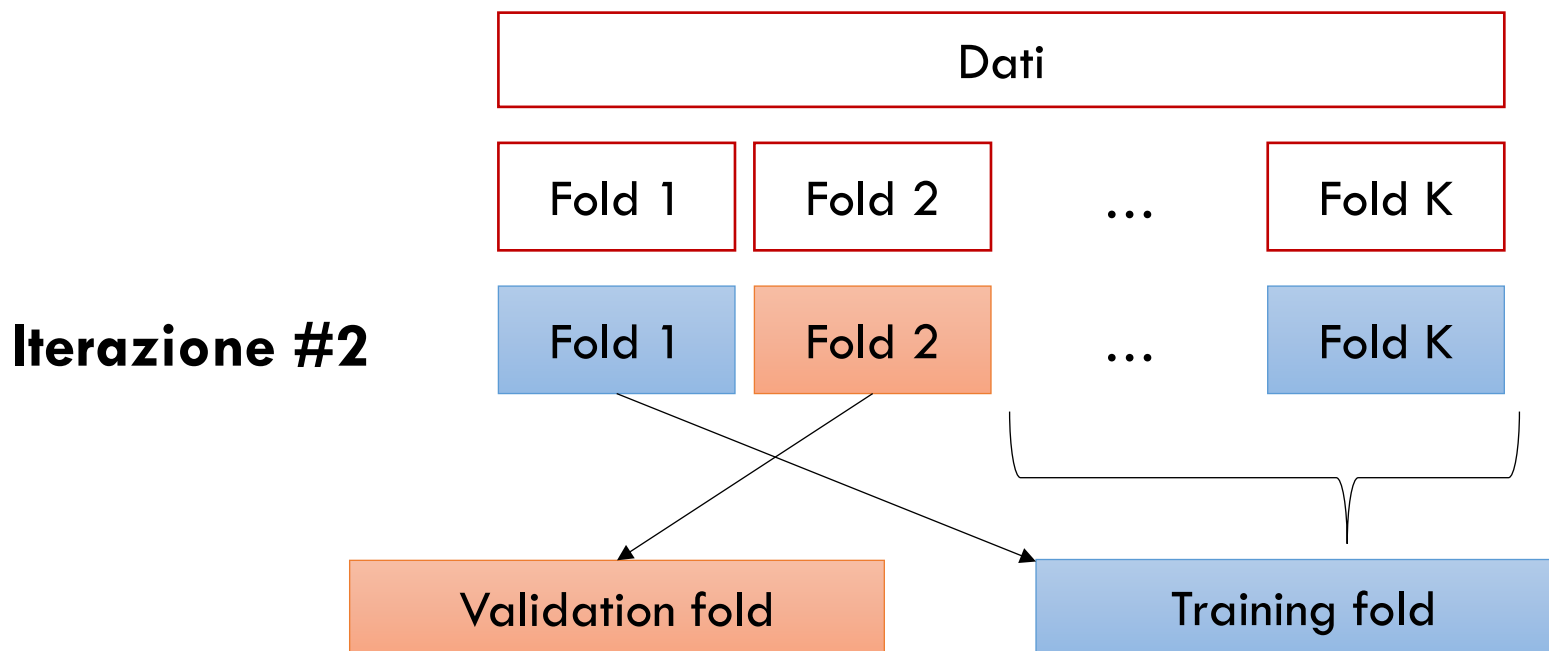 Dati
Fold 1 Fold 2 ... Fold K
Iterazione #2 Fold 1 Fold 2 ... Fold K
Validation fold Training fold